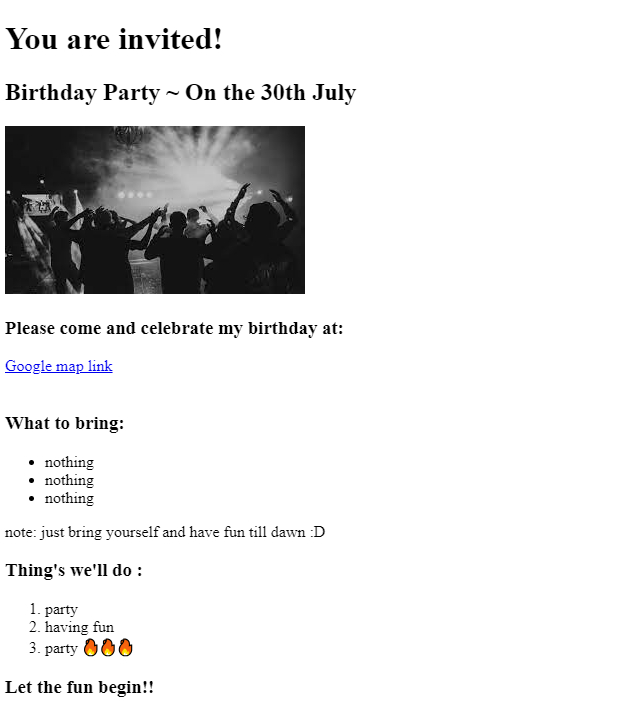 You are invited!
Birthday Party ~ On the 30th July
Please come and celebrate my birthday at:
Google map link
What to bring:
• nothing
• nothing
• nothing
note: just bring yourself and have fun till dawn :D
Thing's we'll do :
1. party
2. having fun
3. party 🔥🔥🔥
Let the fun begin!!